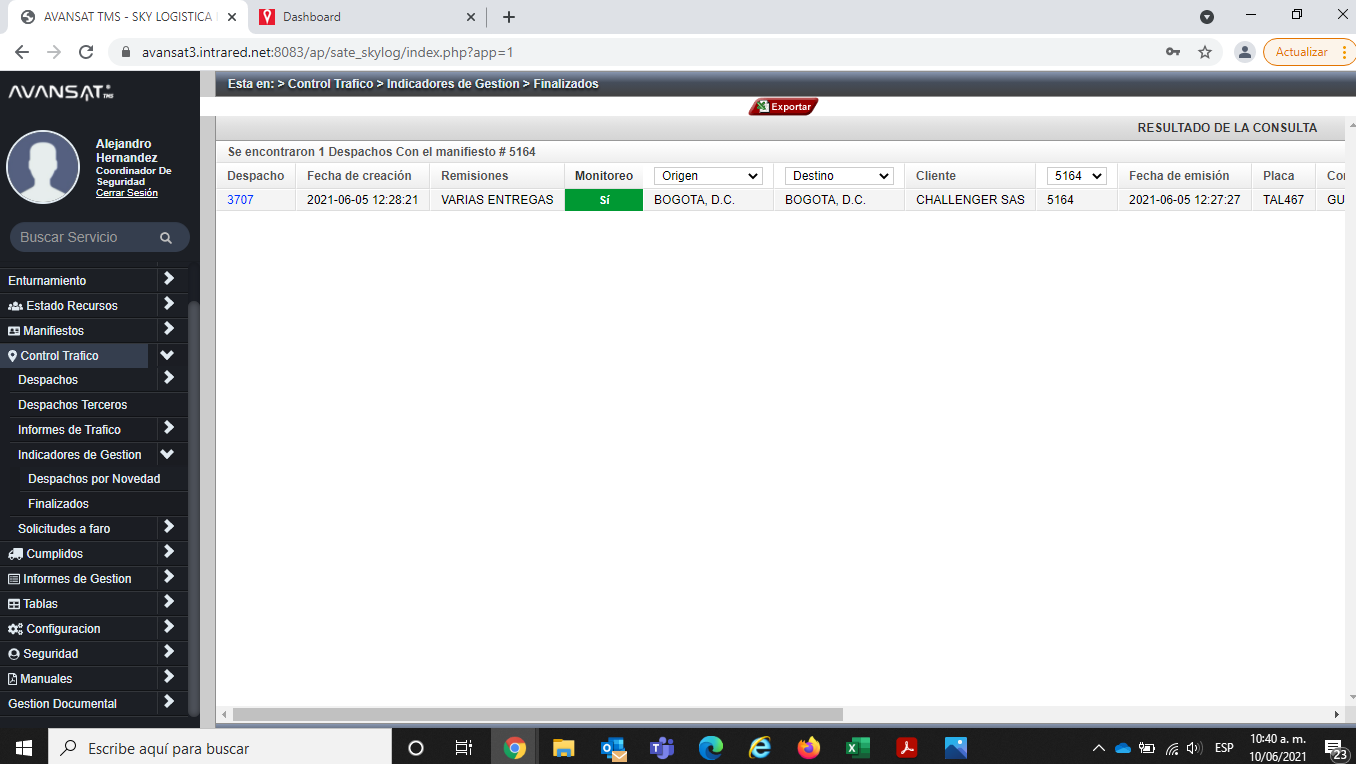 AVANSAT TMS - SKY LOGISTICA
Dashboard
avansat3.intrared.net:8083/ap/sate_skylog/index.php?app=1
Actualizar
AVANSAT TMS
Esta en: > Control Trafico > Indicadores de Gestion > Finalizados
Exportar
Alejandro
Hernandez
Coordinador De
Seguridad
Cerrar Sesión
RESULTADO DE LA CONSULTA
Se encontraron 1 Despachos Con el manifiesto # 5164
Despacho Fecha de creación Remisiones Monitoreo Origen Destino Cliente 5164 Fecha de emisión Placa Co
3707 2021-06-05 12:28:21 VARIAS ENTREGAS Sí BOGOTA, D.C. BOGOTA, D.C. CHALLENGER SAS 5164 2021-06-05 12:27:27 TAL467 GU
Buscar Servicio
Enturnamiento
Estado Recursos
Manifiestos
Control Trafico
Despachos
Despachos Terceros
Informes de Trafico
Indicadores de Gestion
Despachos por Novedad
Finalizados
Solicitudes a faro
Cumplidos
Informes de Gestion
Tablas
Configuracion
Seguridad
Manuales
Gestion Documental
Escribe aquí para buscar
ESP
10:40 a. m.
10/06/2021
23